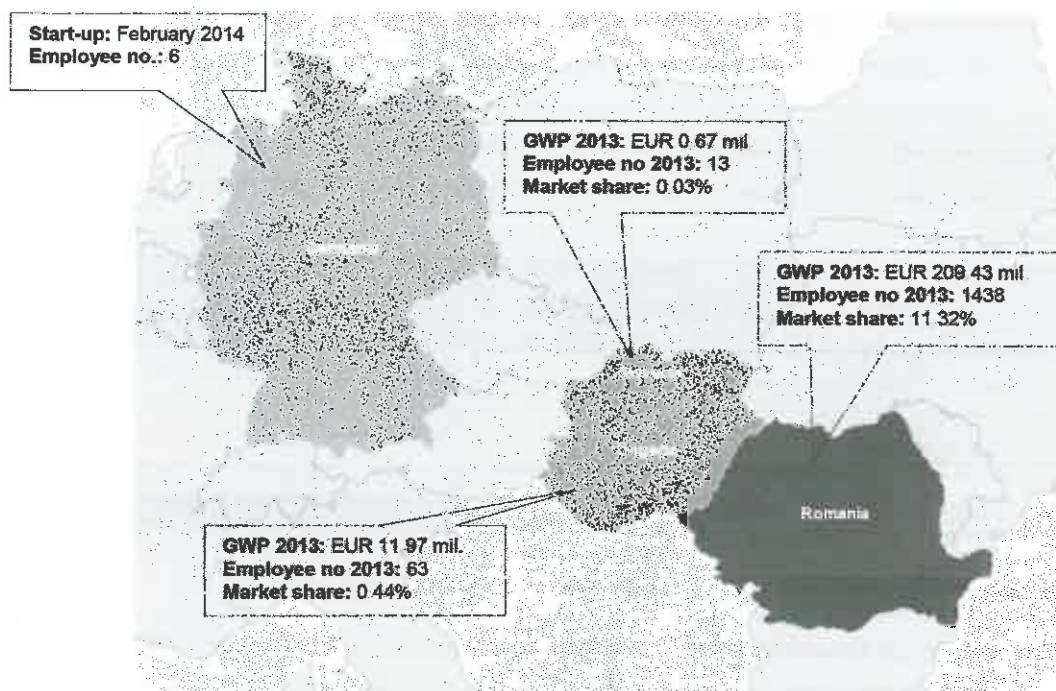 Start-up: February 2014
Employee no.: 6
GWP 2013: EUR 0.67 mil
Employee no 2013: 13
Market share: 0.03%
GWP 2013: EUR 209.43 mil
Employee no 2013: 1438
Market share: 11.32%
Romania
GWP 2013: EUR 11.97 mil.
Employee no 2013: 63
Market share: 0.44%